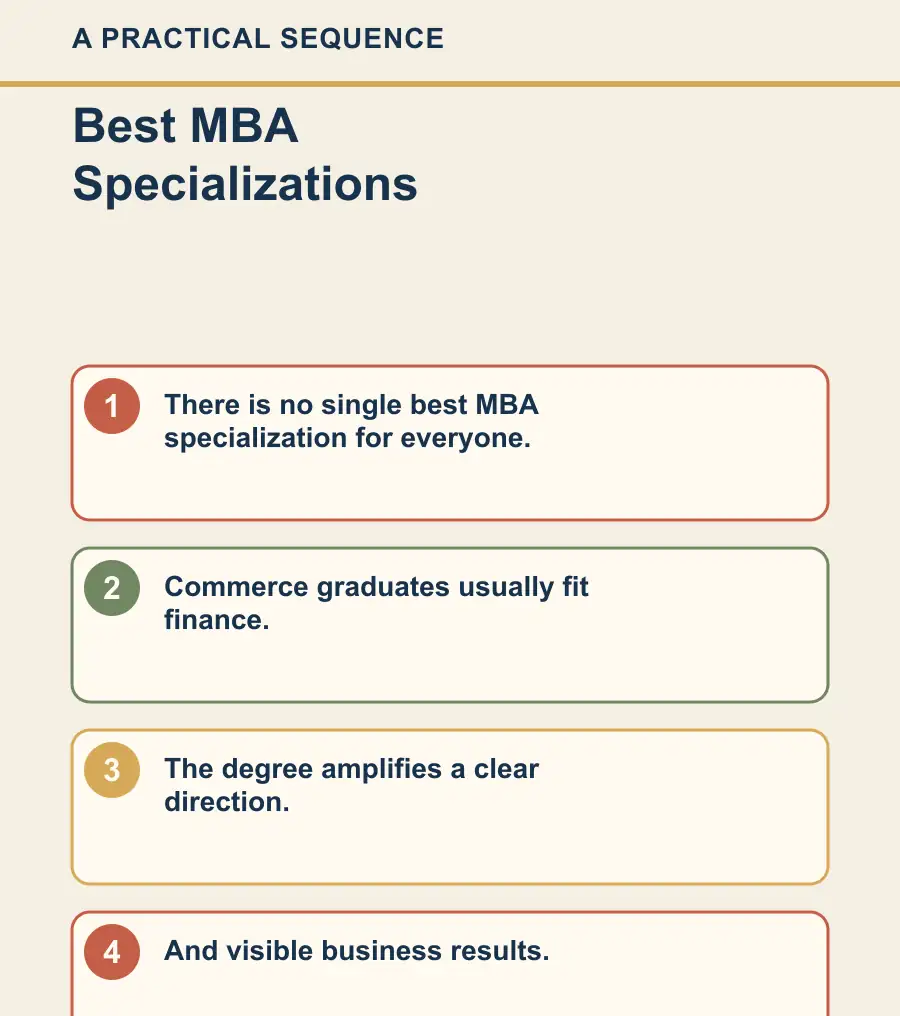 A PRACTICAL SEQUENCE
Best MBA
Specializations
1
There is no single best MBA
specialization for everyone.
2
Commerce graduates usually fit
finance.
3
The degree amplifies a clear
direction.
4
And visible business results.